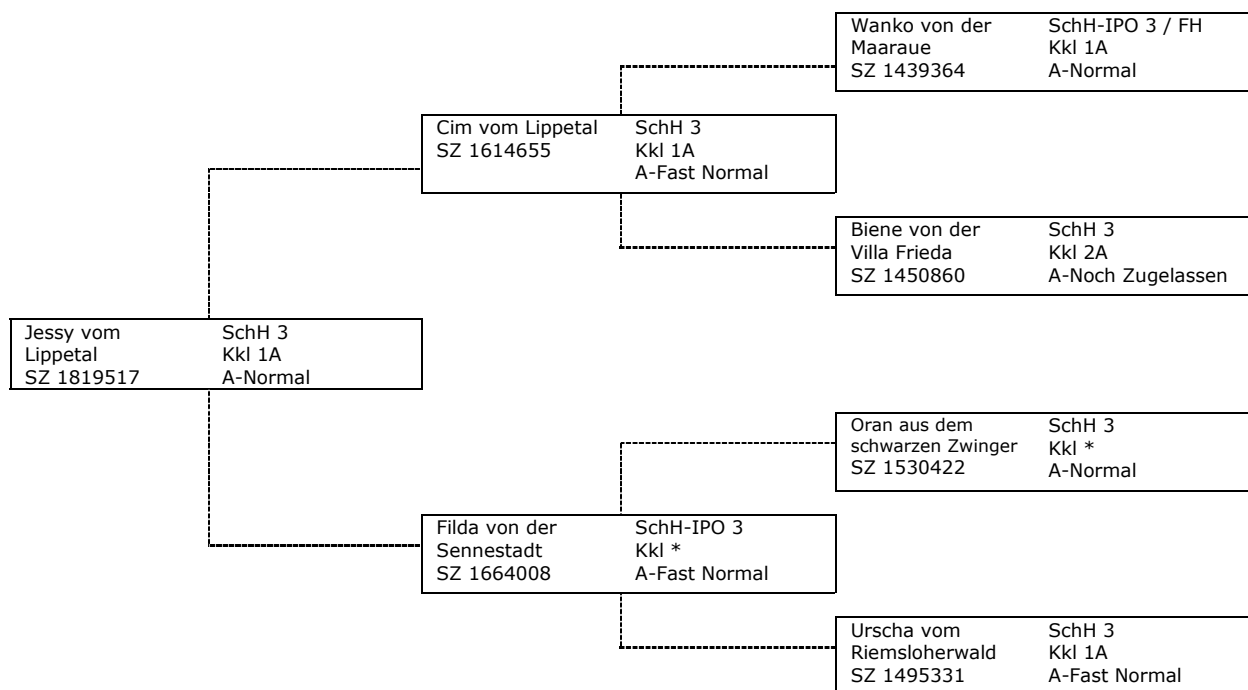 Wanko von der SchH-IPO 3 / FH
Maaraue Kkl 1A
SZ 1439364 A-Normal
Cim vom Lippetal SchH 3
SZ 1614655 Kkl 1A
A-Fast Normal
Biene von der SchH 3
Villa Frieda Kkl 2A
SZ 1450860 A-Noch Zugelassen
Jessy vom SchH 3
Lippetal Kkl 1A
SZ 1819517 A-Normal
Oran aus dem SchH 3
schwarzen Zwinger Kkl *
SZ 1530422 A-Normal
Filda von der SchH-IPO 3
Sennestadt Kkl *
SZ 1664008 A-Fast Normal
Urscha vom SchH 3
Riemsloherwald Kkl 1A
SZ 1495331 A-Fast Normal